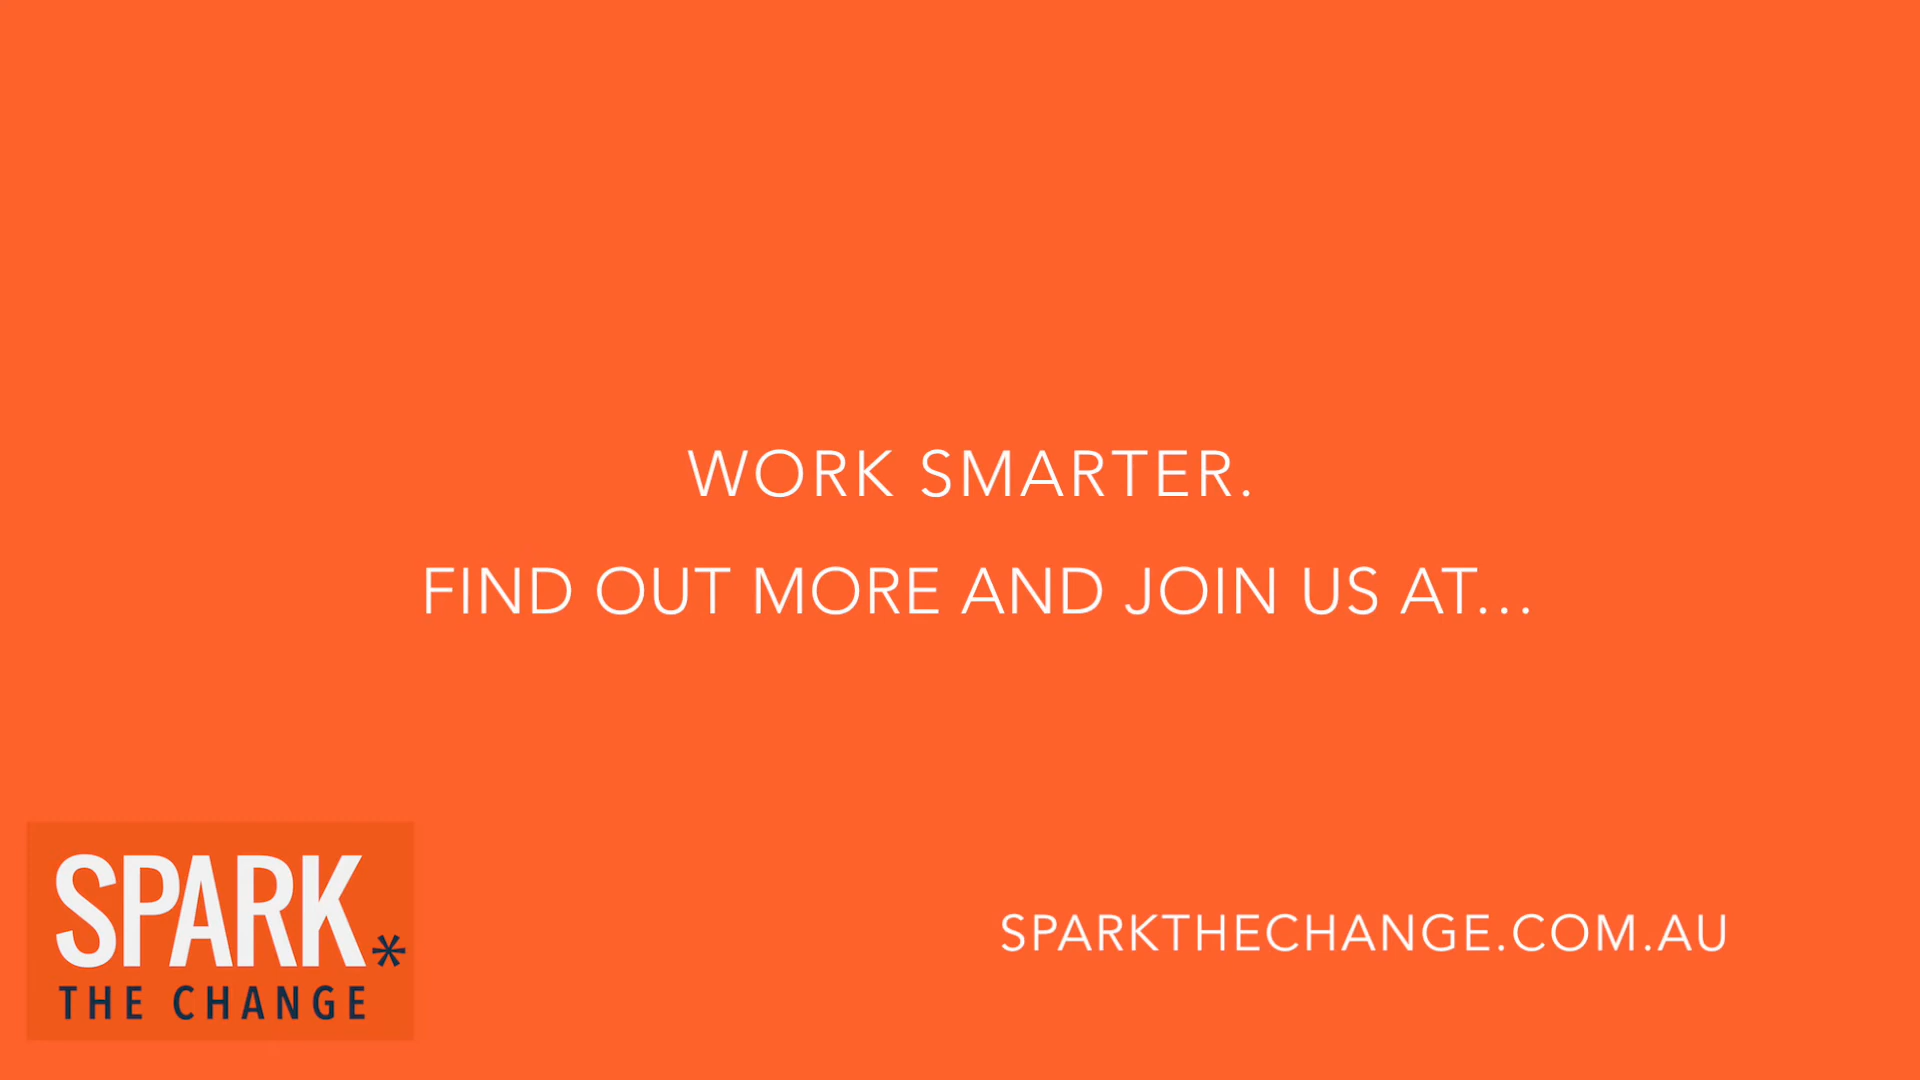 WORK SMARTER.
FIND OUT MORE AND JOIN US AT...
SPARK*
THE CHANGE
SPARKTHECHANGE.COM.AU